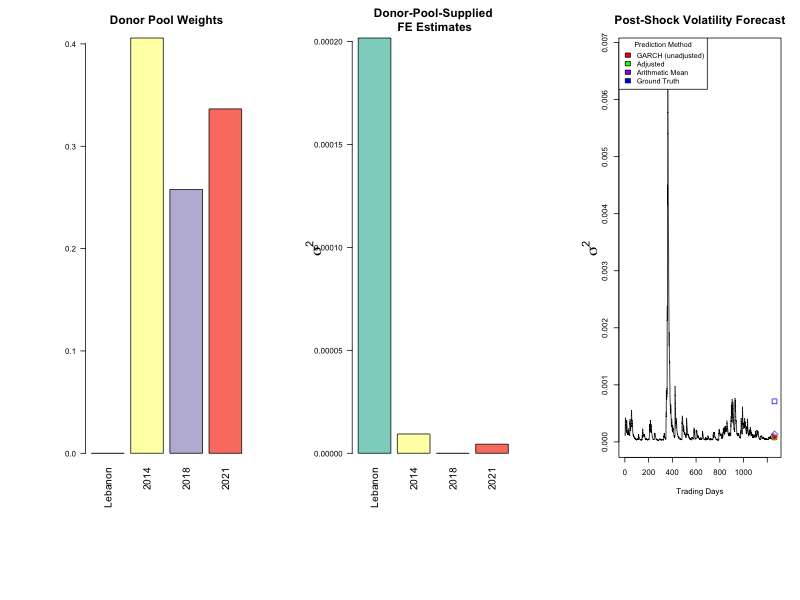 Donor Pool Weights
0.4
0.3
0.2
0.1
0.0
Lebanon
2014
2018
2021
Donor-Pool-Supplied
FE Estimates
σ2
0.00020
0.00015
0.00010
0.00005
0.00000
Lebanon
2014
2018
2021
Post-Shock Volatility Forecast
Prediction Method
GARCH (unadjusted)
Adjusted
Arithmetic Mean
Ground Truth
σ2
0.007
0.006
0.005
0.004
0.003
0.002
0.001
0.000
0 200 400 600 800 1000
Trading Days